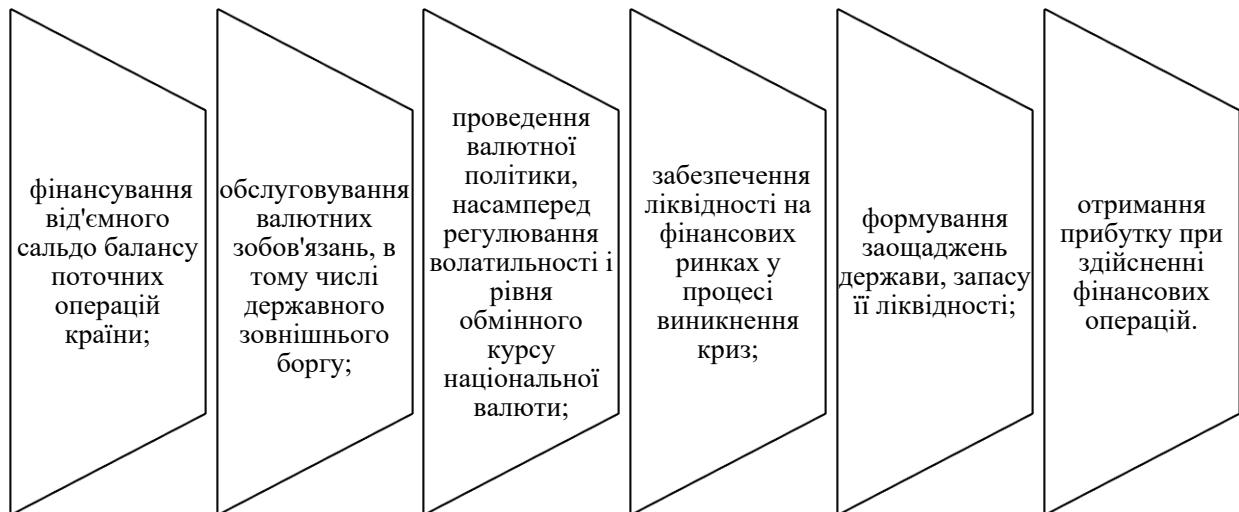 фінансування
від'ємного
сальдо балансу
поточних
операцій
країни;
обслуговування
валютних
зобов'язань, в
тому числі
державного
зовнішнього
боргу;
проведення
валютної
політики,
насамперед
регулювання
волатильності і
рівня
обмінного
курсу
національної
валюти;
забезпечення
ліквідності на
фінансових
ринках у
процесі
виникнення
криз;
формування
заощаджень
держави, запасу
її ліквідності;
отримання
прибутку при
здійсненні
фінансових
операцій.